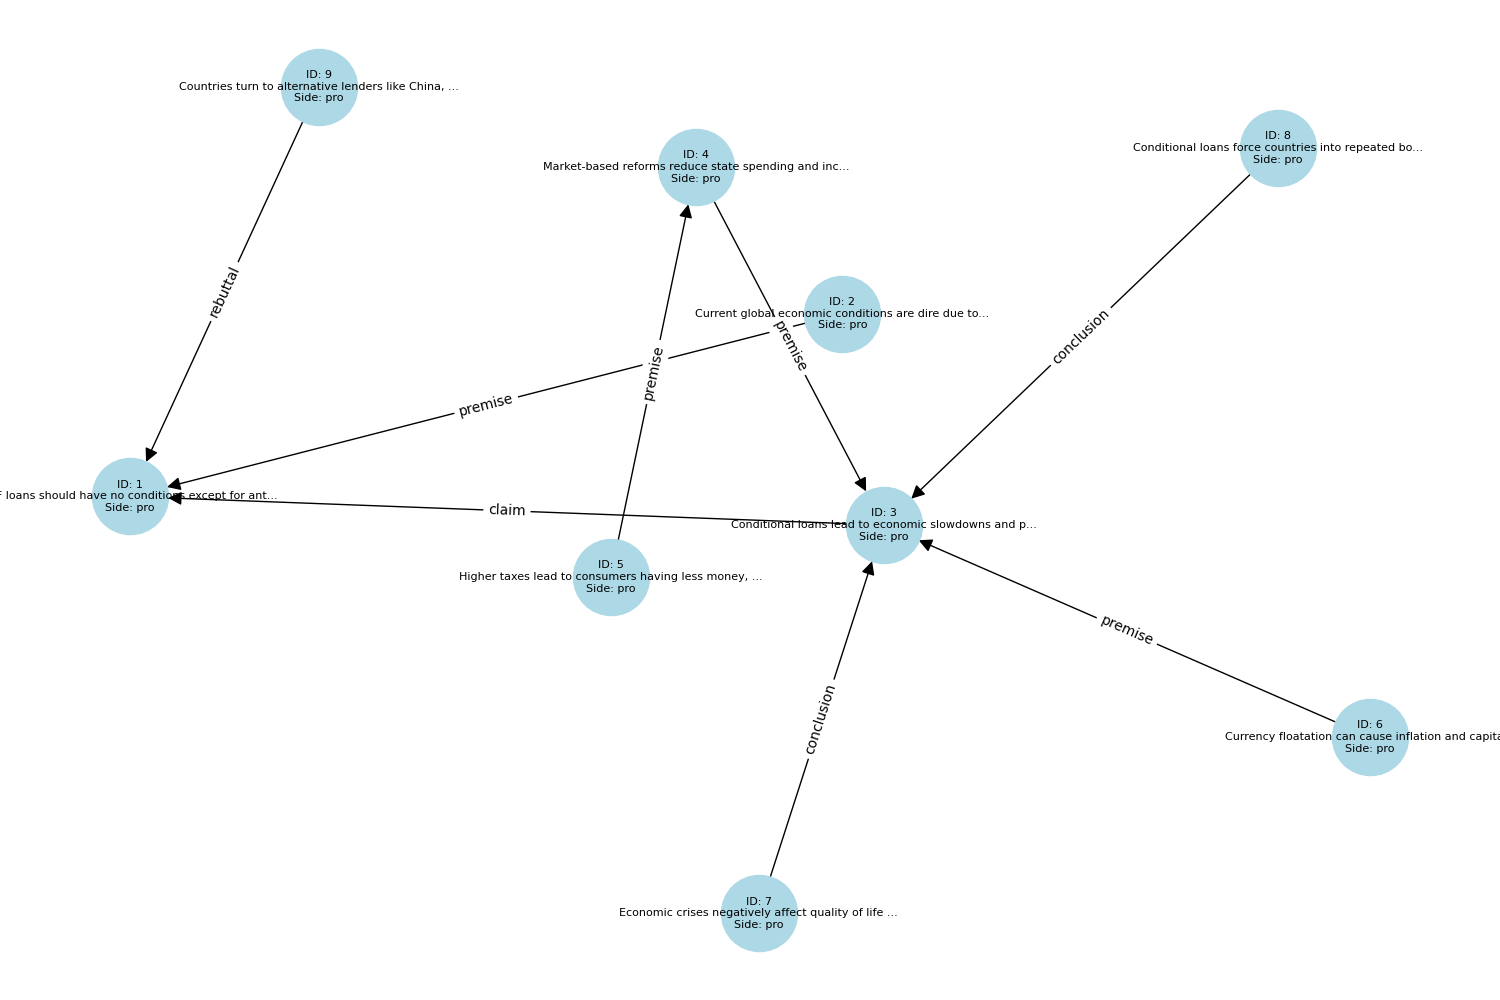 ID: 9
Countries turn to alternative lenders like China, ...
Side: pro
ID: 4
Market-based reforms reduce state spending and inc...
Side: pro
ID: 8
Conditional loans force countries into repeated bo...
Side: pro
rebuttal
ID: 2
Current global economic conditions are dire due to...
Side: pro
premise
conclusion
premise
premise
ID: 1
loans should have no conditions except for ant...
Side: pro
claim
ID: 3
Conditional loans lead to economic slowdowns and p...
Side: pro
ID: 5
Higher taxes lead to consumers having less money, ...
Side: pro
premise
conclusion
ID: 6
Currency floatation can cause inflation and capita
Side: pro
ID: 7
Economic crises negatively affect quality of life ...
Side: pro